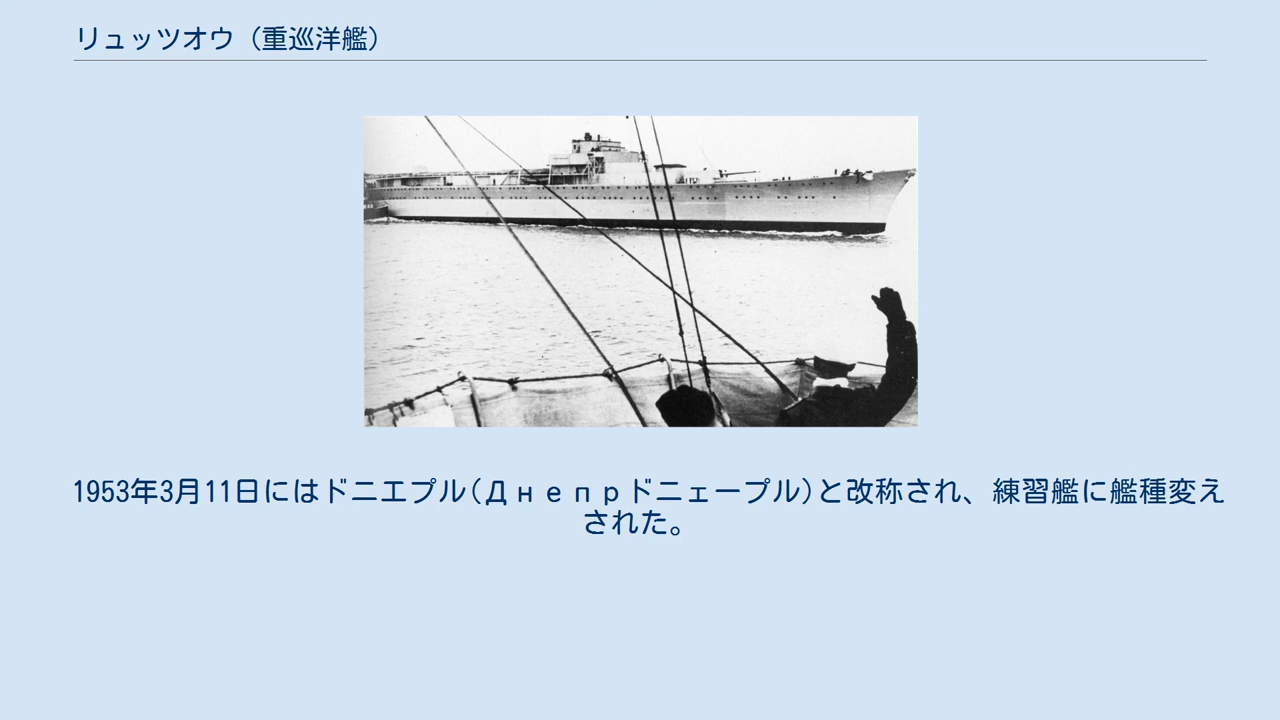 リュッツオウ（重巡洋艦）
1953年3月11日にはドニエプル(Днепрドニェープル)と改称され、練習艦に艦種変え
された。